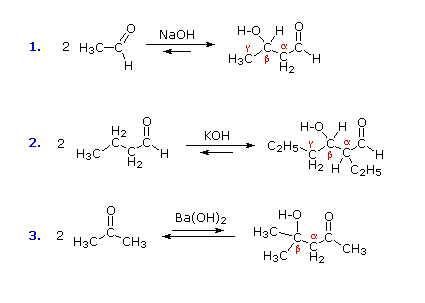 1. 2 H₃C C O H NaOH H-O H O γ α β H₃C C C C H H₂
2. 2 H₃C H₂ C C H₂ O C H KOH H-O H O C₂H₅ γ α β C C C C H H₂ H C₂H₅
3. 2 O H₃C C CH₃ Ba(OH)₂ H-O O H₃C H₃C C α β C H₂ C CH₃